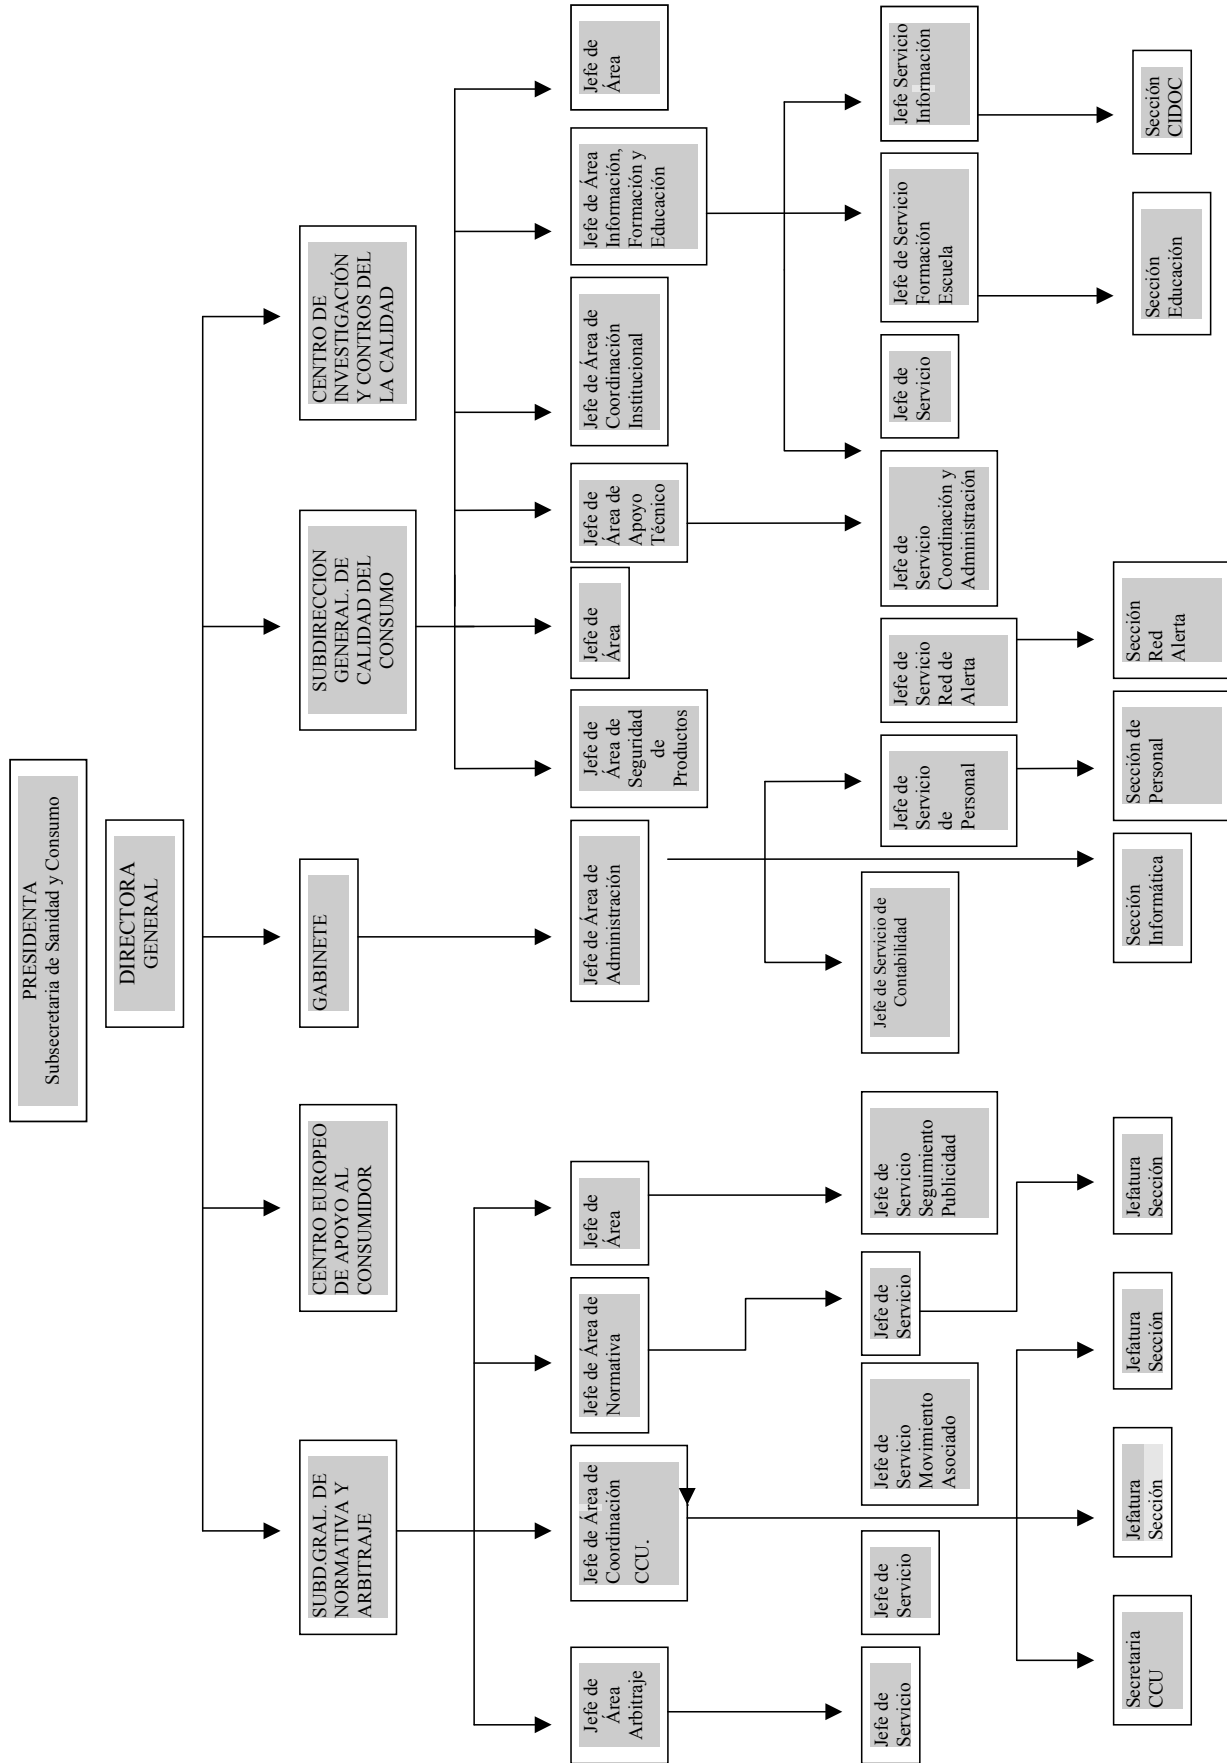 PRESIDENTA
Subsecretaria de Sanidad y Consumo
DIRECTORA
GENERAL
SUBD.GRAL. DE
NORMATIVA Y
ARBITRAJE
CENTRO EUROPEO
DE APOYO AL
CONSUMIDOR
GABINETE
SUBDIRECCION
GENERAL. DE
CALIDAD DEL
CONSUMO
CENTRO DE
INVESTIGACIÓN
Y CONTROS DEL
LA CALIDAD
Jefe de
Área
Arbitraje
Jefe de Área de
Coordinación
CCU.
Jefe de Área de
Normativa
Jefe de
Área
Jefe de Área de
Administración
Jefe de
Área de
Seguridad
de
Productos
Jefe de
Área
Jefe de
Área de
Apoyo
Técnico
Jefe de Área de
Coordinación
Institucional
Jefe de Área
Información,
Formación y
Educación
Jefe de
Área
Jefe de
Servicio
Jefe de
Servicio
Jefe de
Servicio
Movimiento
Asociado
Jefe de
Servicio
Jefe de
Servicio
Seguimiento
Publicidad
Jefe de Servicio de
Contabilidad
Jefe de
Servicio
de
Personal
Jefe de
Servicio
Red de
Alerta
Jefe de
Servicio
Coordinación y
Administración
Jefe de
Servicio
Jefe de Servicio
Formación
Escuela
Jefe Servicio
Información
Secretaria
CCU
Jefatura
Sección
Jefatura
Sección
Jefatura
Sección
Sección
Informática
Sección de
Personal
Sección
Red
Alerta
Sección
Educación
Sección
CIDOC